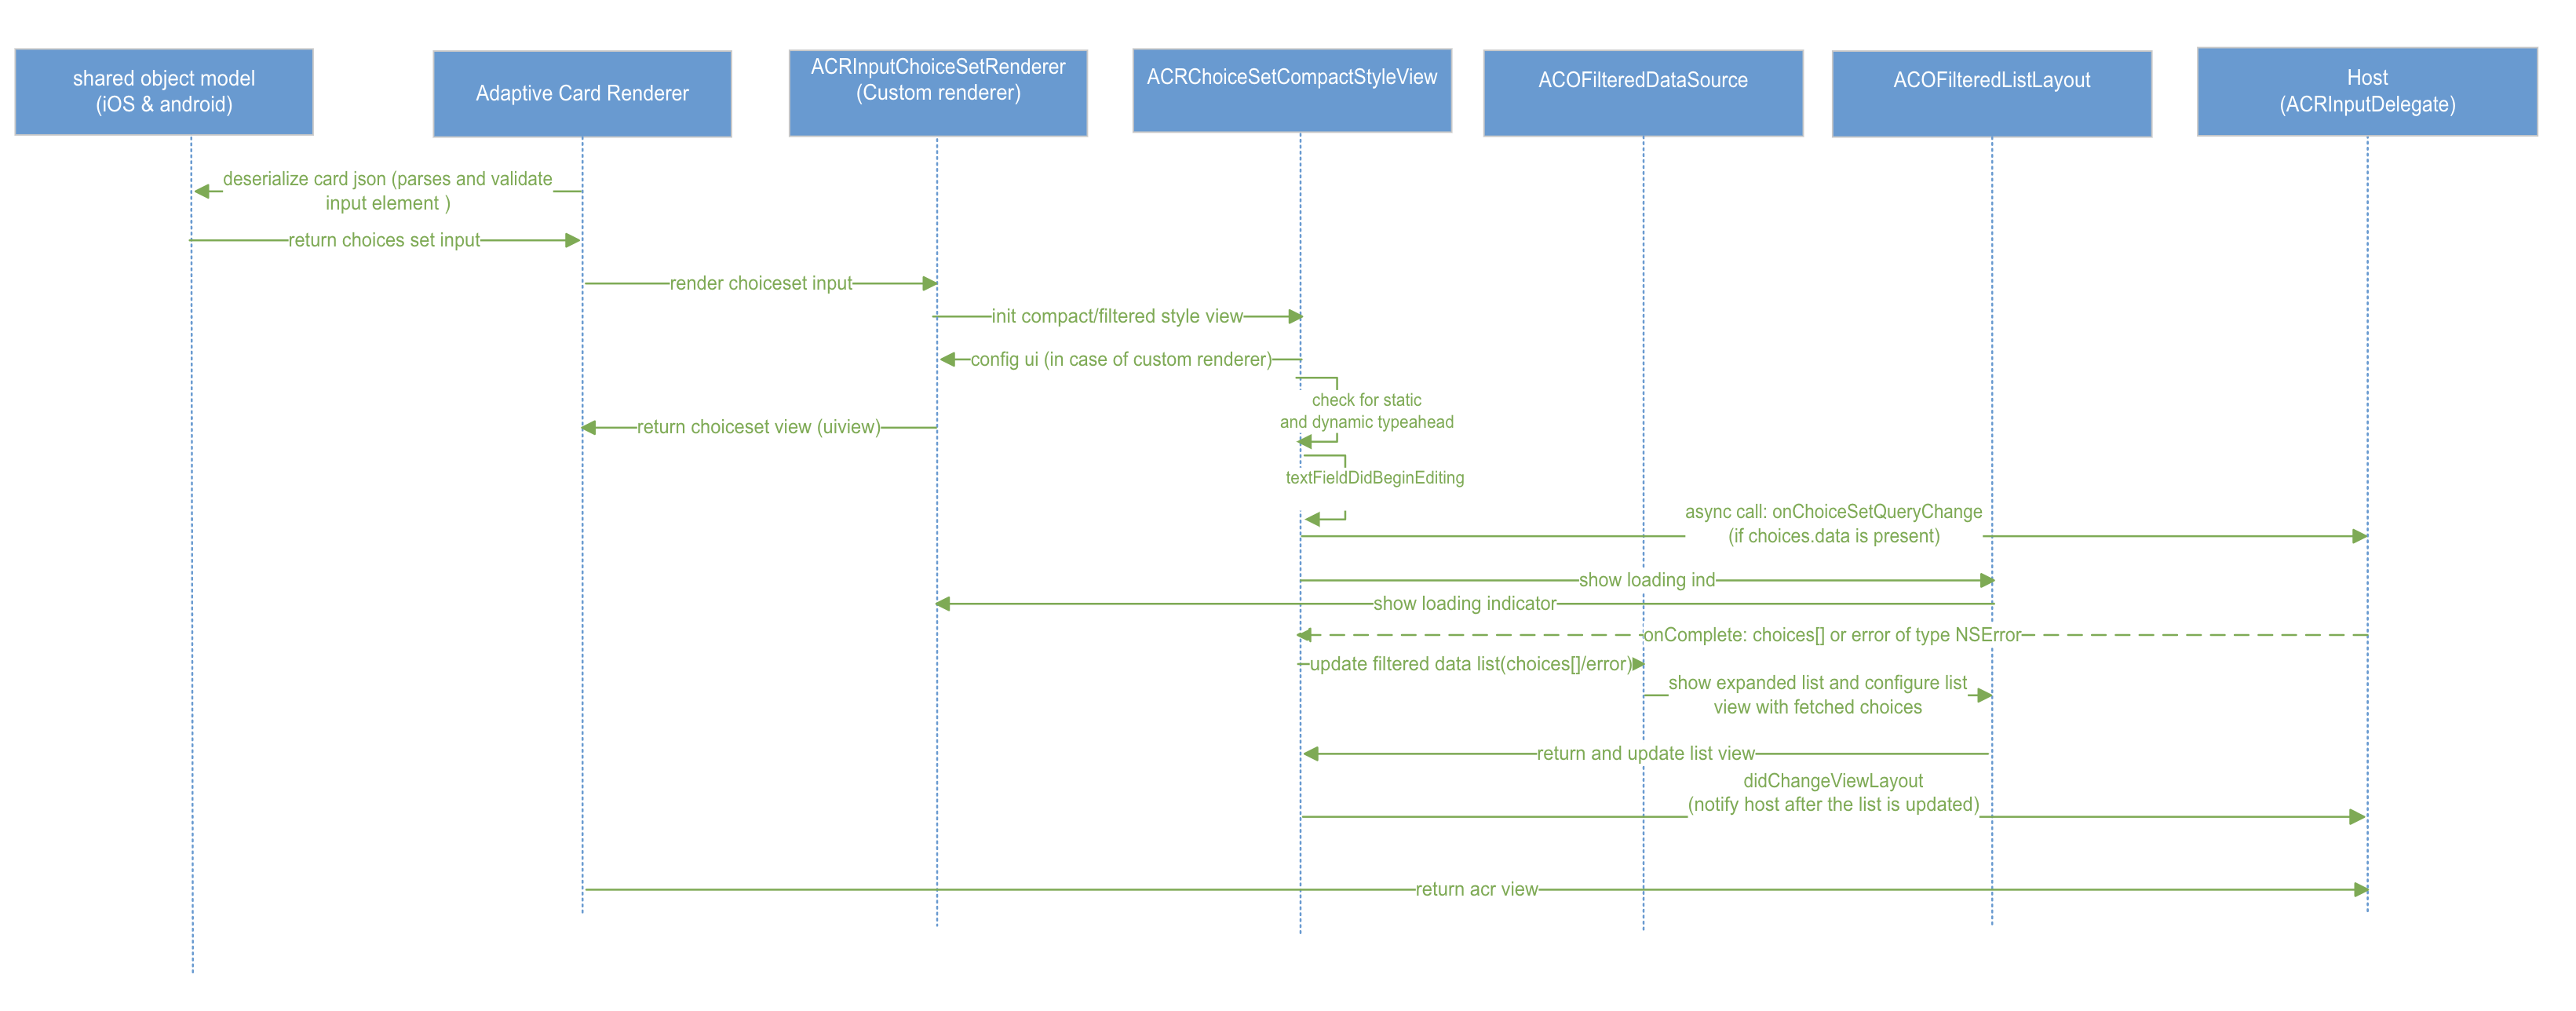 shared object model
(iOS & android)
Adaptive Card Renderer
ACRInputChoiceSetRenderer
(Custom renderer)
ACRChoiceSetCompactStyleView
ACOFilteredDataSource
ACOFilteredListLayout
Host
(ACRInputDelegate)
deserialize card json (parses and validate
input element )
return choices set input
render choiceset input
init compact/filtered style view
config ui (in case of custom renderer)
check for static
and dynamic typeahead
return choiceset view (uiview)
textFieldDidBeginEditing
async call: onChoiceSetQueryChange
(if choices.data is present)
show loading ind
show loading indicator
onComplete: choices[] or error of type NSError
update filtered data list(choices[]/error)
show expanded list and configure list
view with fetched choices
return and update list view
didChangeViewLayout
(notify host after the list is updated)
return acr view